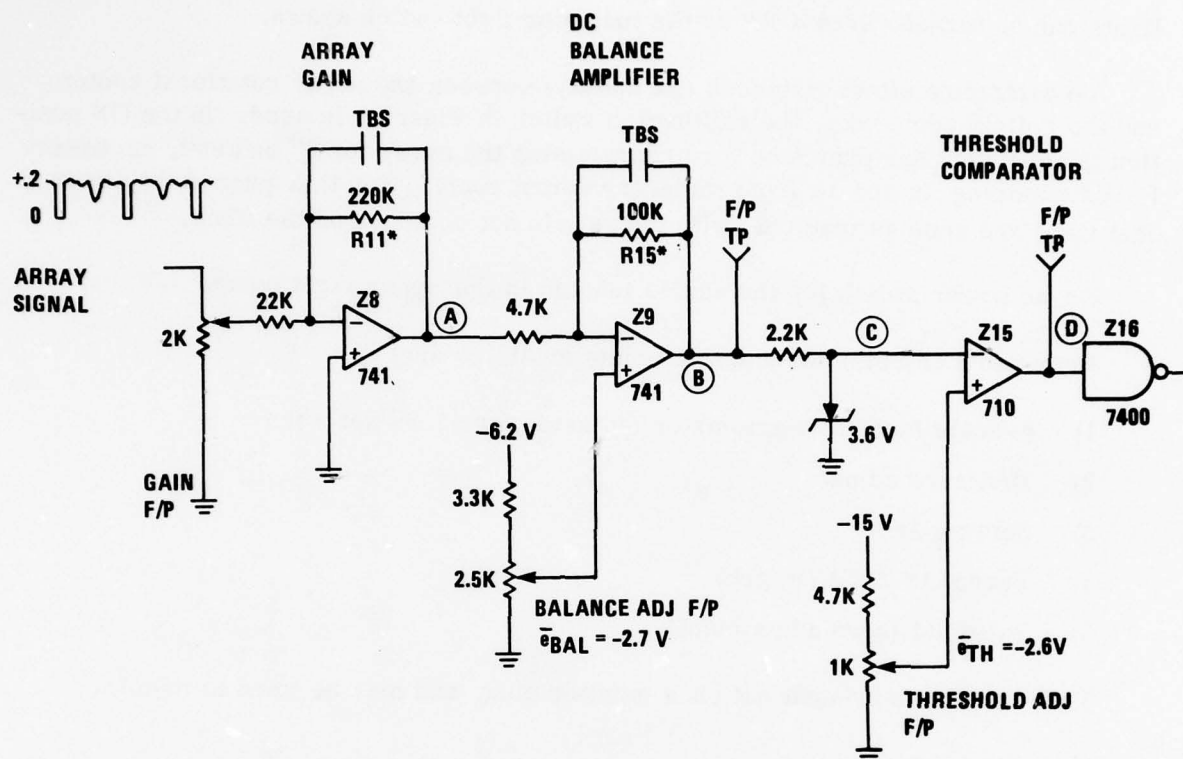 ARRAY
GAIN
DC
BALANCE
AMPLIFIER
TBS
TBS
THRESHOLD
COMPARATOR
+.2
0
220K
R11*
100K
R15*
F/P
TP
F/P
TP
ARRAY
SIGNAL
2K
22K
Z8
A
4.7K
Z9
B
2.2K
C
Z15
D
Z16
−
+
741
−
+
741
−
+
710
7400
3.6 V
GAIN
F/P
−6.2 V
3.3K
2.5K
BALANCE ADJ F/P
e̅BAL = −2.7 V
−15 V
4.7K
1K
e̅TH =−2.6V
THRESHOLD ADJ
F/P